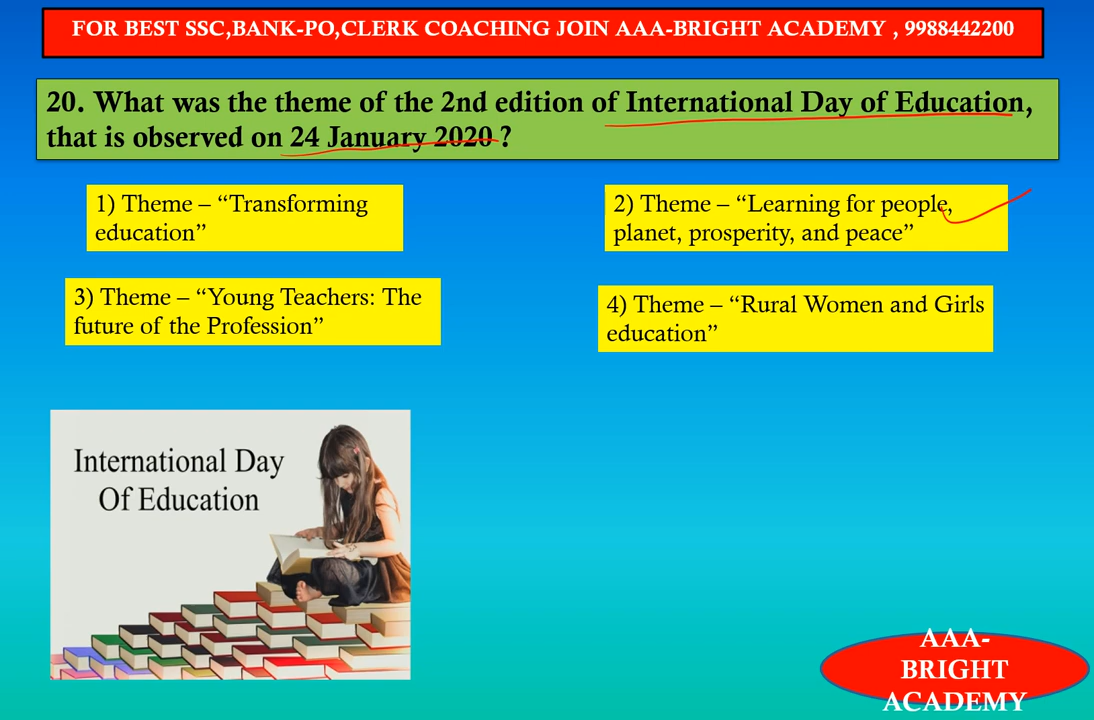 FOR BEST SSC,BANK-PO,CLERK COACHING JOIN AAA-BRIGHT ACADEMY , 9988442200
20. What was the theme of the 2nd edition of International Day of Education,
that is observed on 24 January 2020 ?
1) Theme – “Transforming
education”
2) Theme – “Learning for people,
planet, prosperity, and peace”
3) Theme – “Young Teachers: The
future of the Profession”
4) Theme – “Rural Women and Girls
education”
International Day
Of Education
AAA-
BRIGHT
ACADEMY